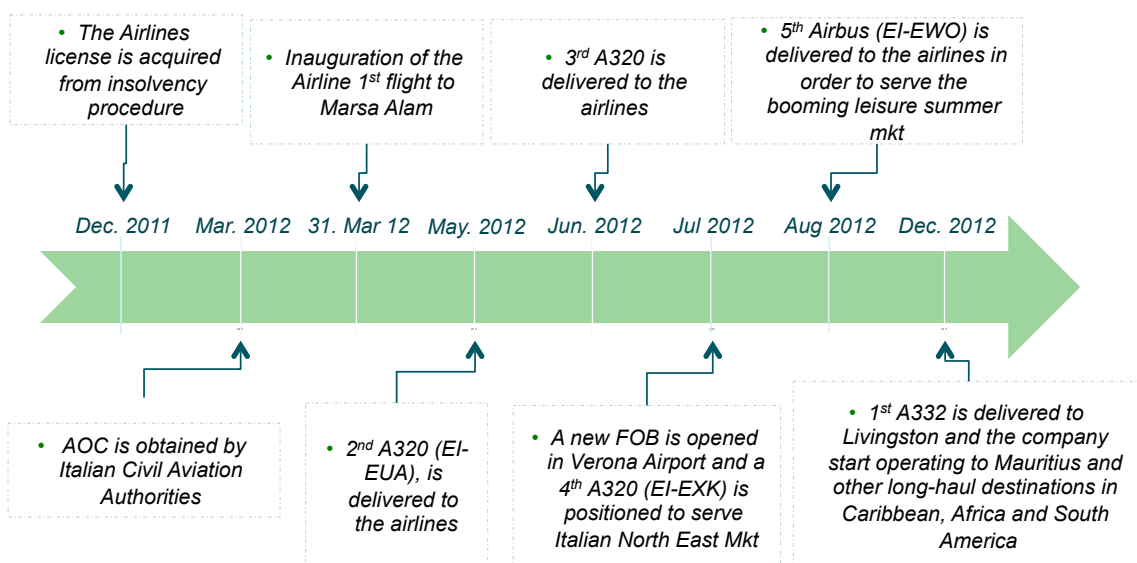 • The Airlines
license is acquired
from insolvency
procedure
• Inauguration of the
Airline 1st flight to
Marsa Alam
• 3rd A320 is
delivered to the
airlines
• 5th Airbus (EI-EWO) is
delivered to the airlines in
order to serve the
booming leisure summer
mkt
Dec. 2011 Mar. 2012 31. Mar 12 May. 2012 Jun. 2012 Jul 2012 Aug 2012 Dec. 2012
• AOC is obtained by
Italian Civil Aviation
Authorities
• 2nd A320 (EI-
EUA), is
delivered to
the airlines
• A new FOB is opened
in Verona Airport and a
4th A320 (EI-EXK) is
positioned to serve
Italian North East Mkt
• 1st A332 is delivered to
Livingston and the company
start operating to Mauritius and
other long-haul destinations in
Caribbean, Africa and South
America